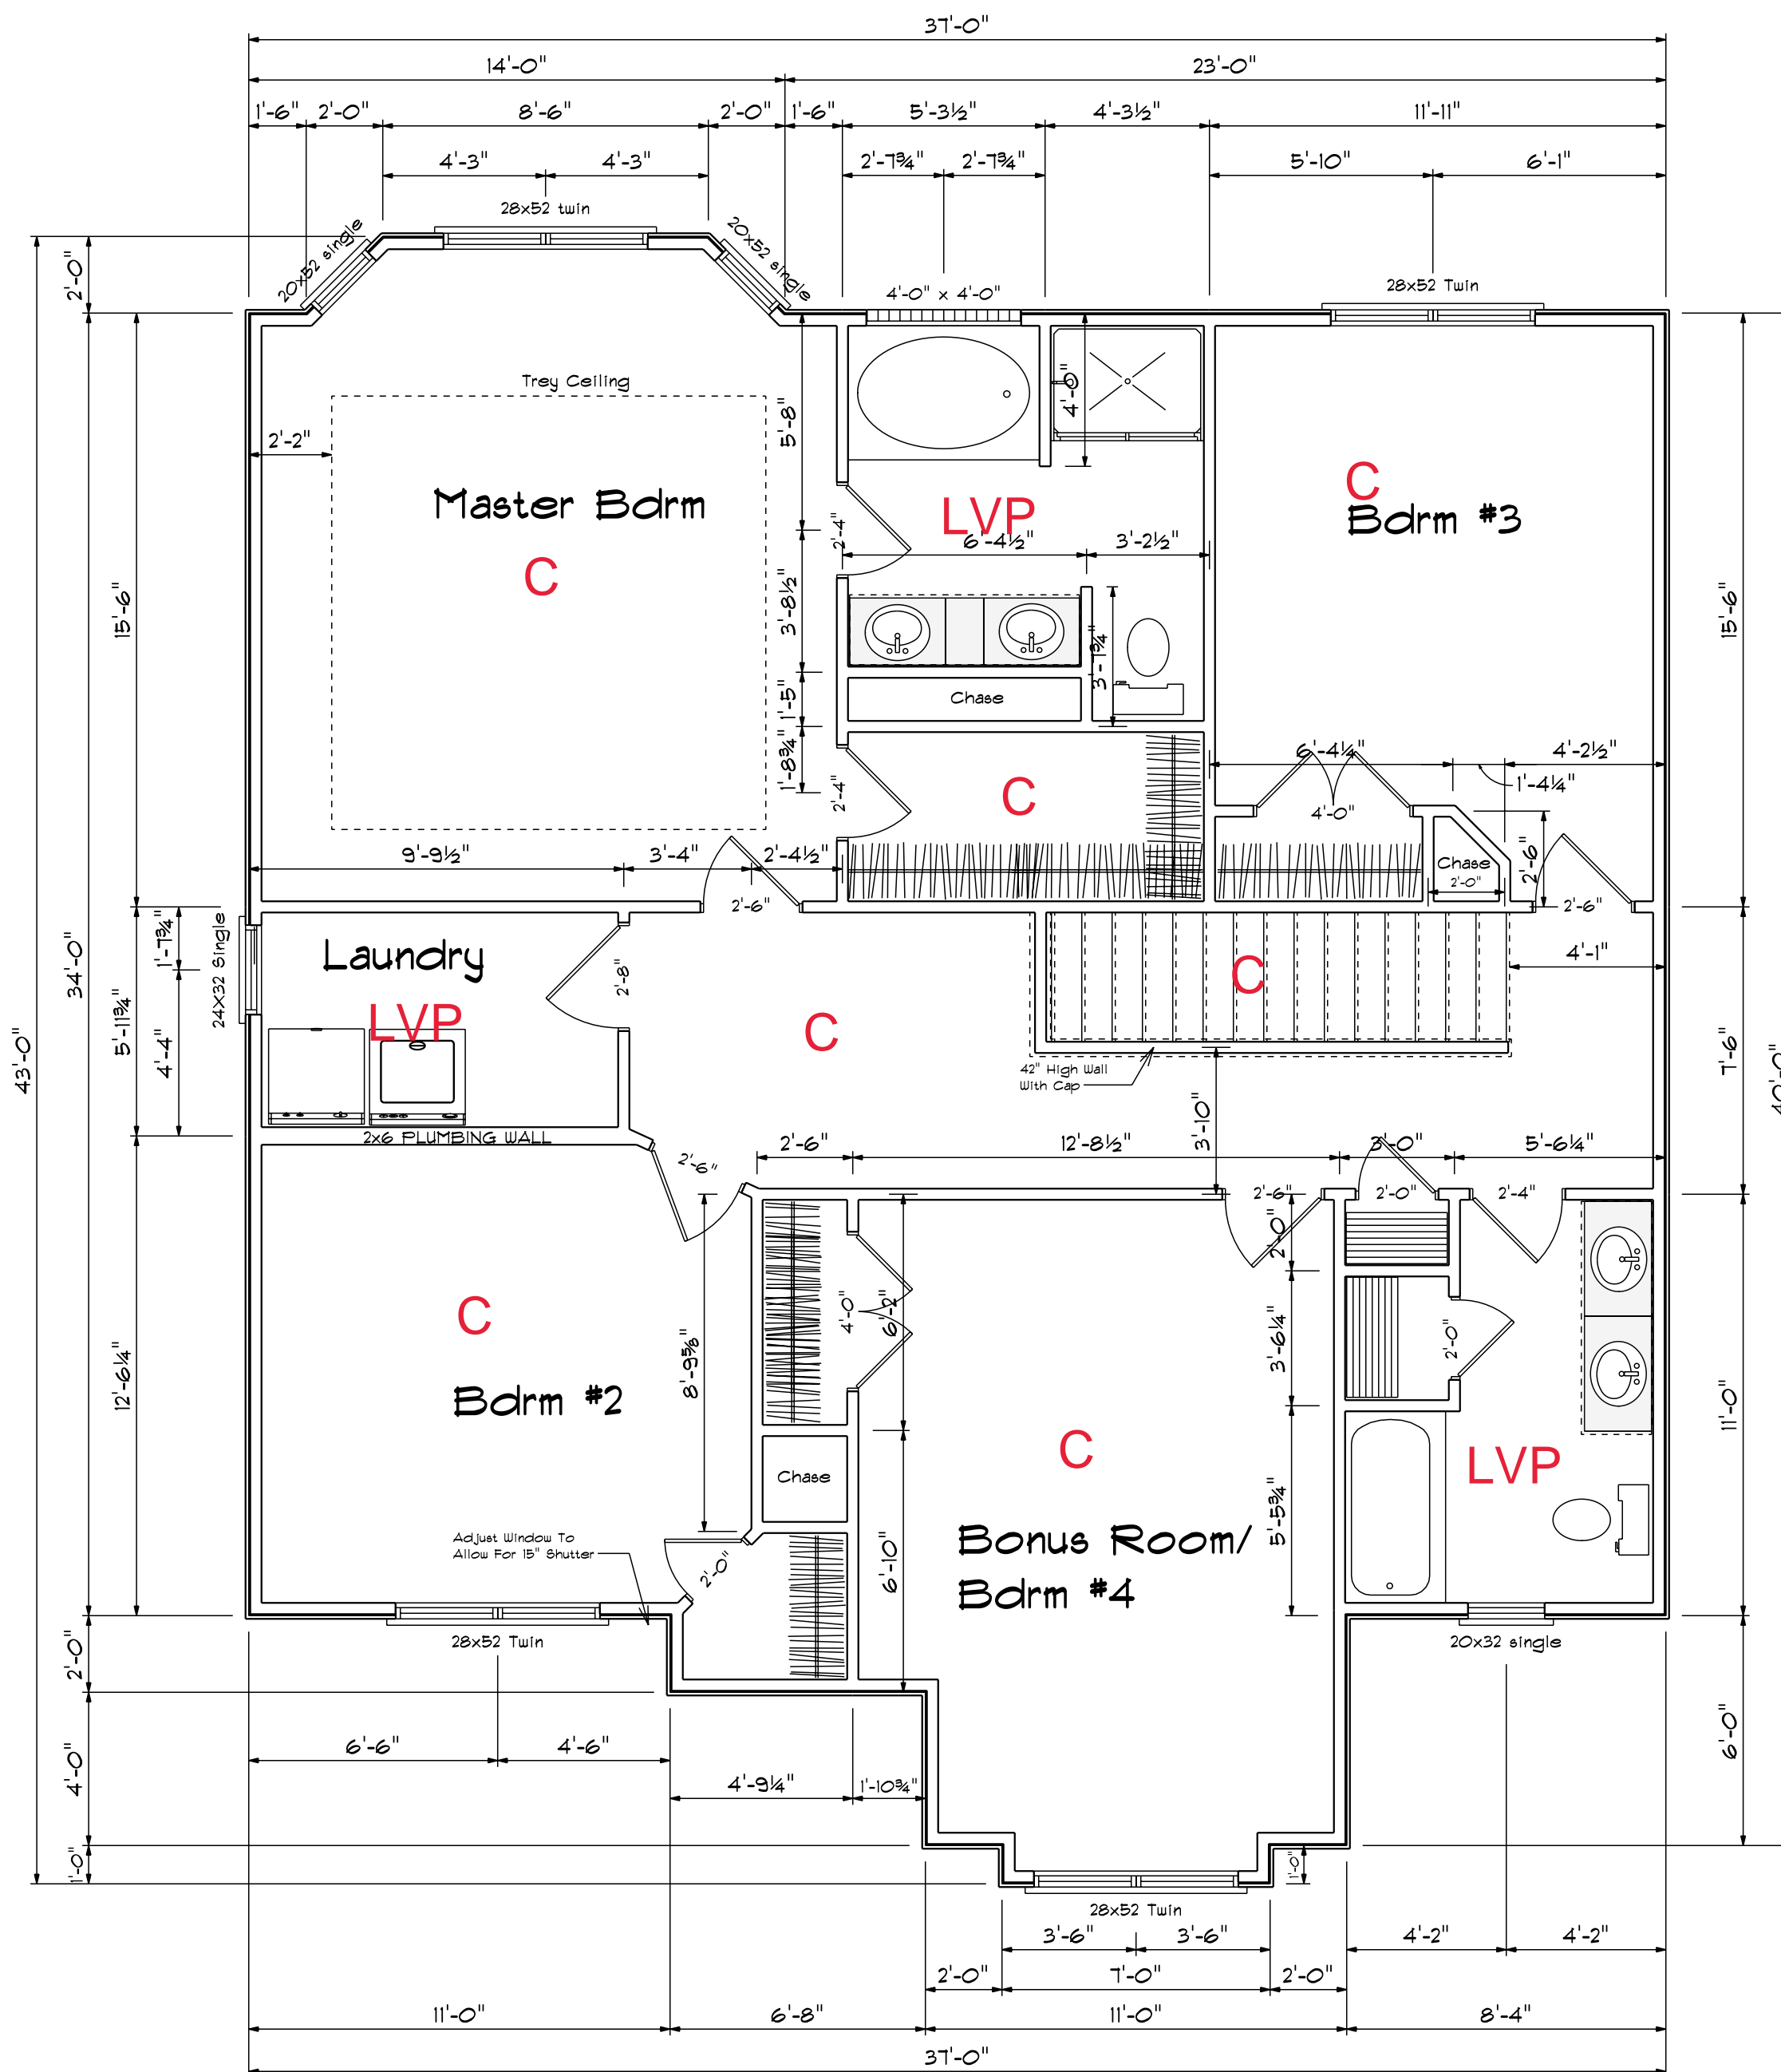 37'-0"
14'-0" 23'-0"
1'-6" 2'-0" 8'-6" 2'-0" 1'-6" 5'-3½" 4'-3½" 11'-11"
4'-3" 4'-3" 2'-7¾" 2'-7¾" 5'-10" 6'-1"
28x52 twin
20x52 single
20x52 single
4'-0" x 4'-0"
28x52 Twin
2'-0"
Trey Ceiling
2'-2"
5'-8"
4'-0"
Master Bdrm
C
LVP
C
Bdrm #3
2'-4"
6'-4½" 3'-2½"
15'-6"
3'-8½"
3'-1¾"
15'-6"
1'-5"
Chase
1'-8¾"
2'-4"
C
6'-4¼" 4'-2½"
1'-4¼"
4'-0"
9'-9½" 3'-4" 2'-4½"
Chase
2'-0"
2'-6"
2'-6"
2'-6"
1'-7¾"
24X32 Single
Laundry
LVP
2'-8"
C
C
4'-1"
34'-0"
43'-0"
5'-11¾"
4'-4"
7'-6"
40'-0"
42" High Wall
With Cap
3'-10"
2x6 PLUMBING WALL
2'-6"
2'-6" 12'-8½" 3'-0" 5'-6¼"
2'-6" 2'-0" 2'-4"
2'-0"
C
Bdrm #2
12'-6¼"
8'-9⅝"
4'-0"
6'-2"
3'-6¼"
2'-0"
11'-0"
C
LVP
Chase
Bonus Room/
Bdrm #4
5'-5¾"
6'-10"
Adjust Window To
Allow For 15" Shutter
2'-0"
28x52 Twin
20x32 single
2'-0"
6'-0"
6'-6" 4'-6"
4'-0"
4'-9¼" 1'-10¾"
1'-0"
1'-0"
28x52 Twin
3'-6" 3'-6" 4'-2" 4'-2"
2'-0" 7'-0" 2'-0"
11'-0" 6'-8" 11'-0" 8'-4"
37'-0"